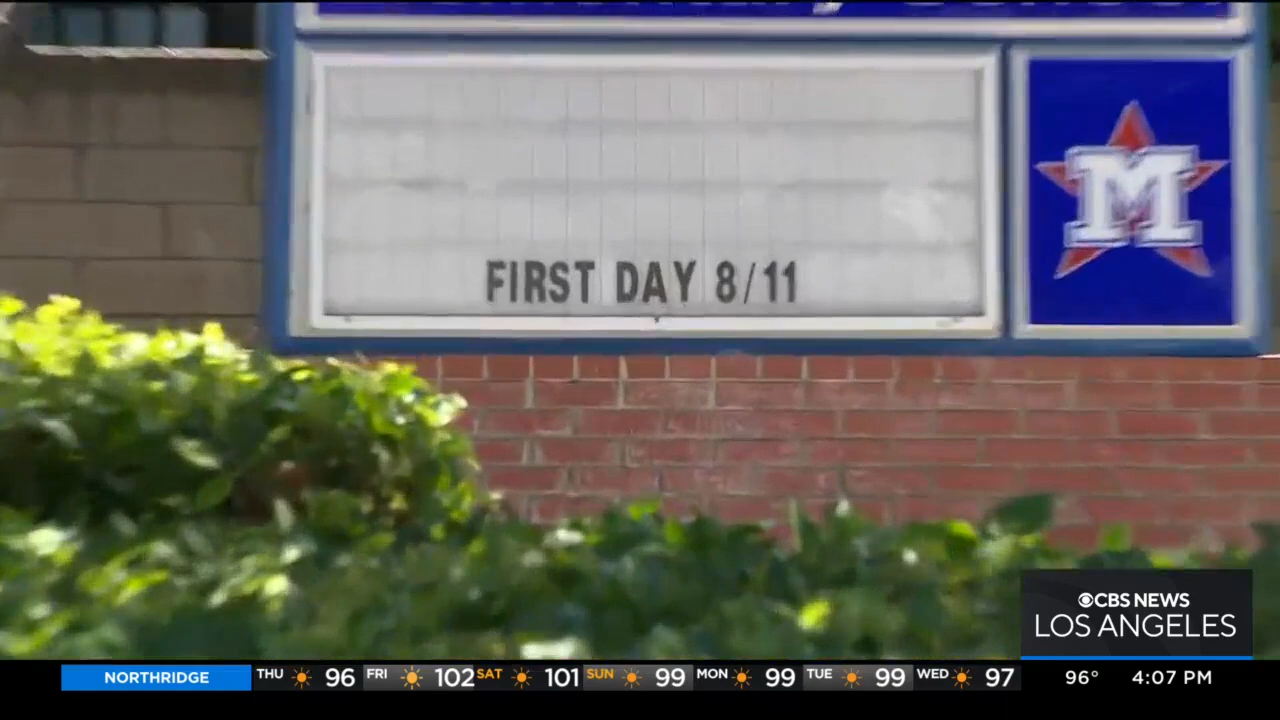 FIRST DAY 8/11
M
CBS NEWS
LOS ANGELES
NORTHRIDGE THU 96 FRI 102 SAT 101 SUN 99 MON 99 TUE 99 WED 97 96° 4:07 PM